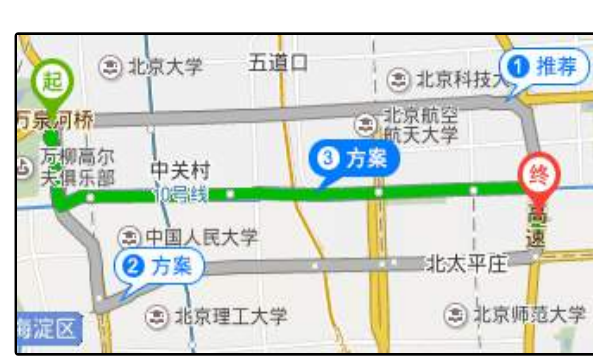 起
北京大学
五道口
1 推荐
北京科技大
万泉河桥
北京航空
航天大学
万柳高尔
夫俱乐部
中关村
10号线
3 方案
终
高速
中国人民大学
2 方案
北太平庄
北京理工大学
北京师范大学
海淀区